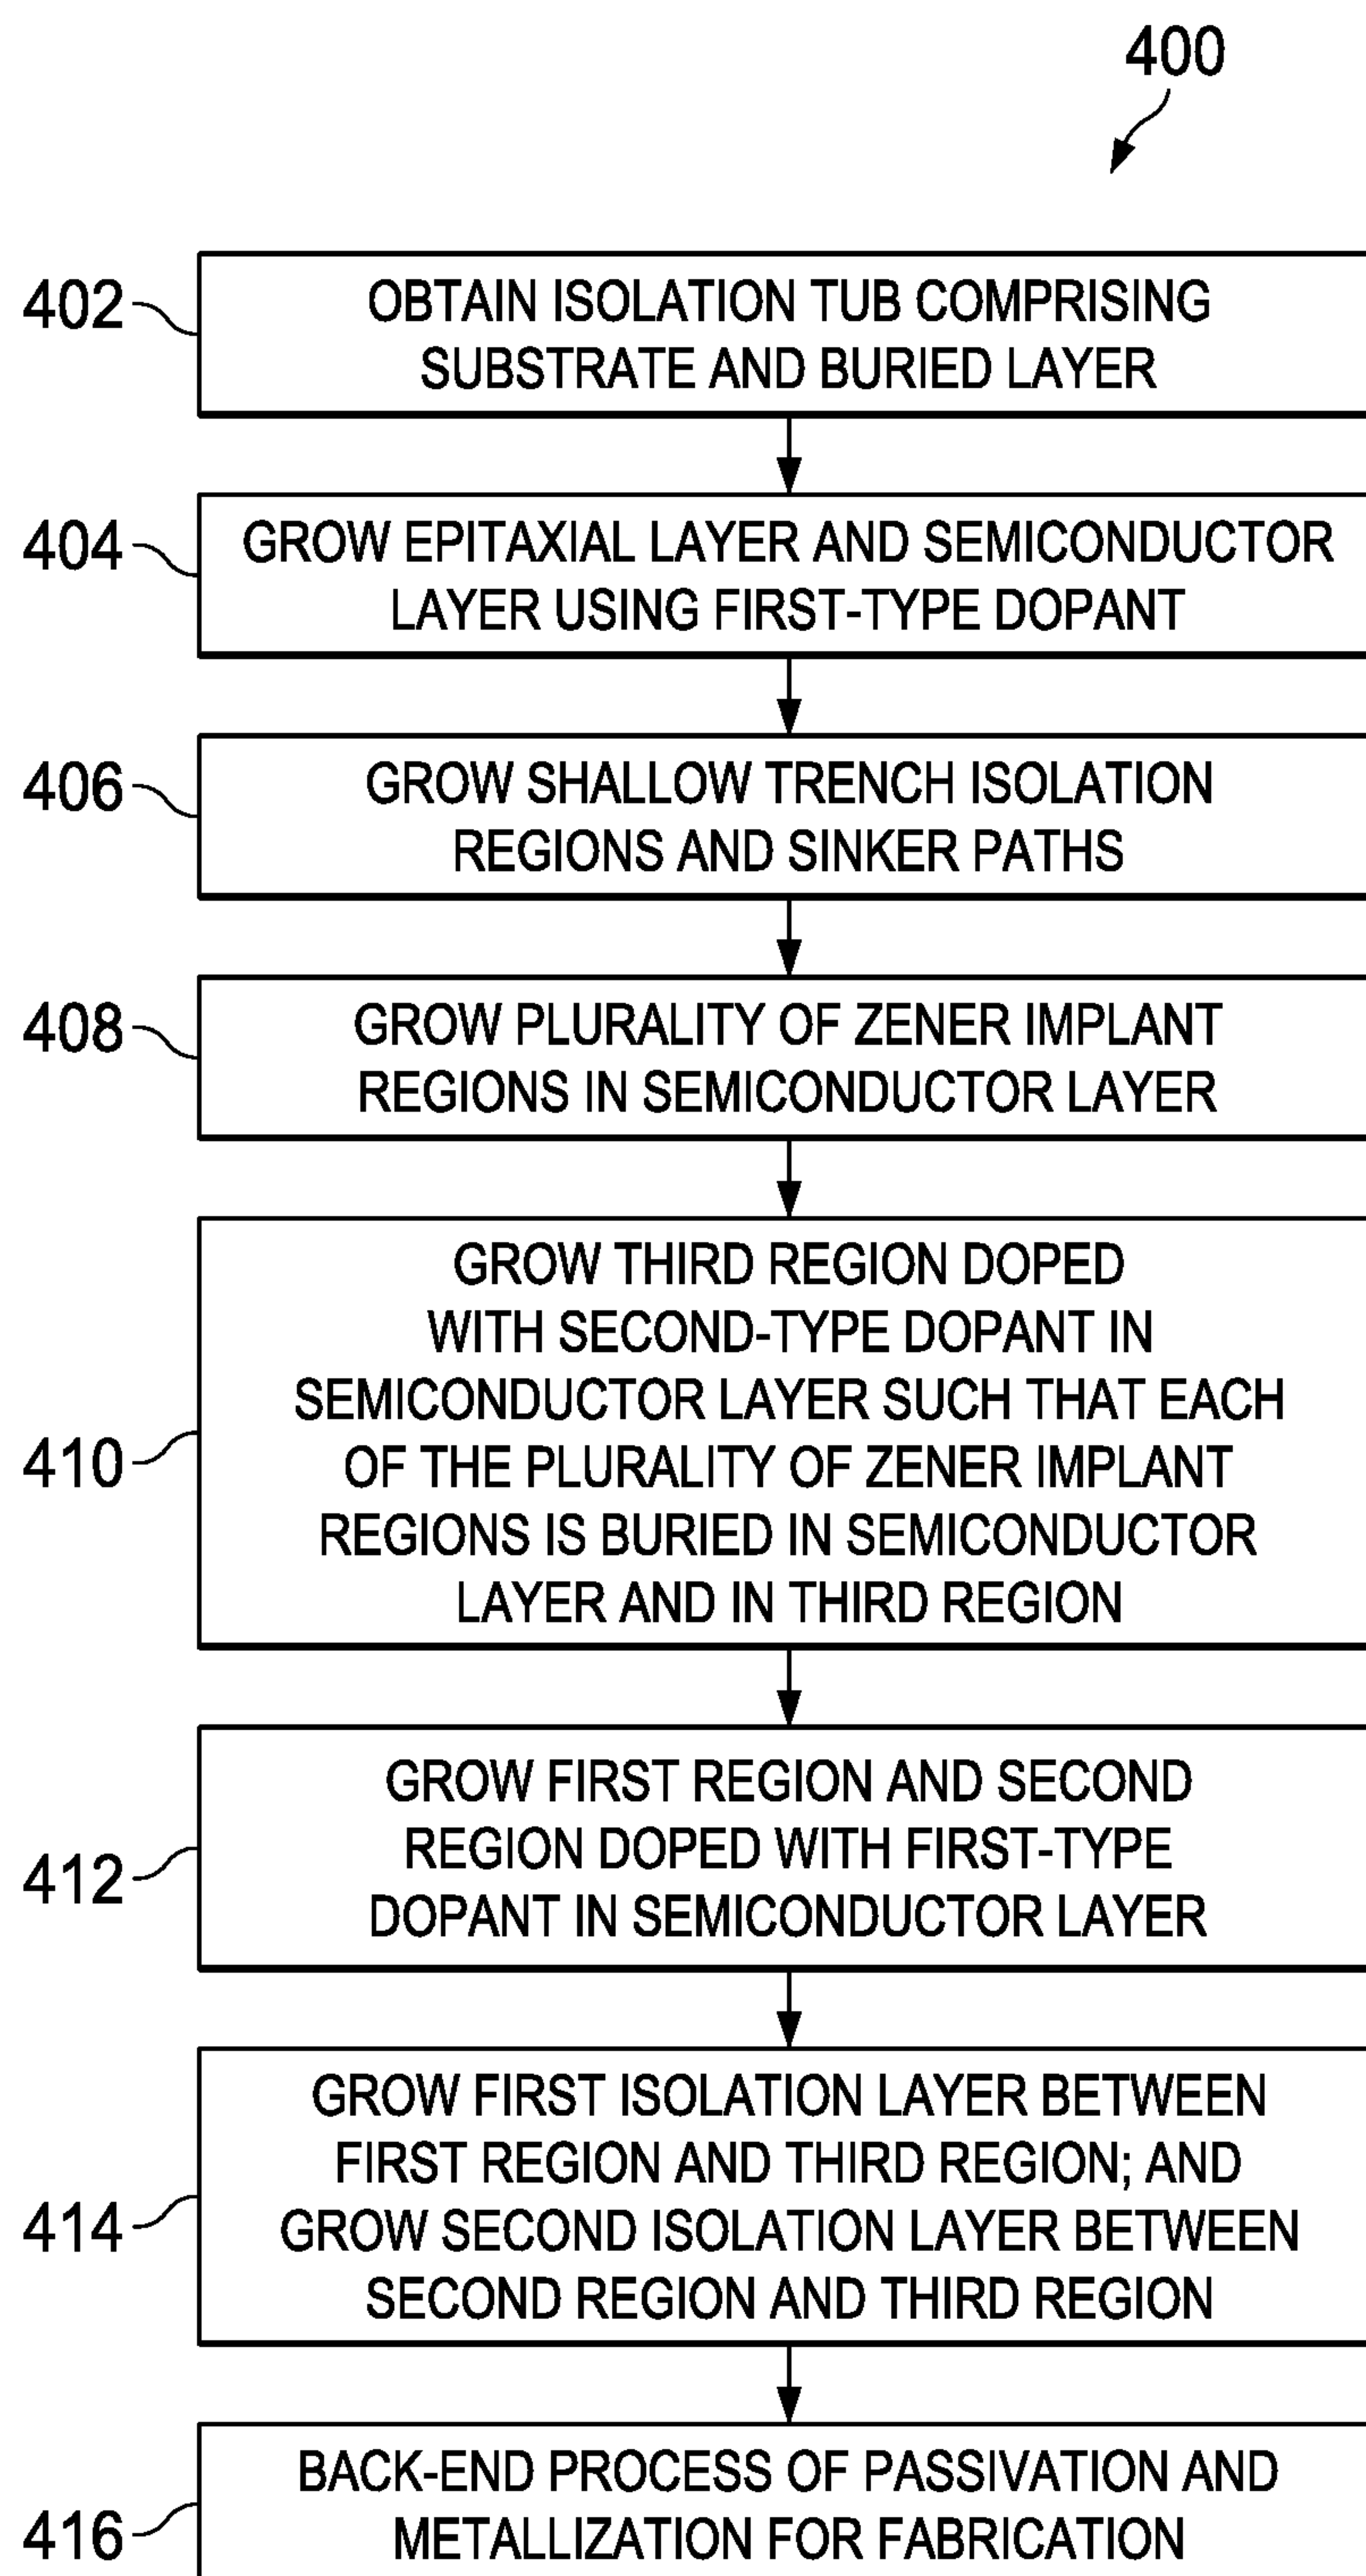 400
402
OBTAIN ISOLATION TUB COMPRISING
SUBSTRATE AND BURIED LAYER
404
GROW EPITAXIAL LAYER AND SEMICONDUCTOR
LAYER USING FIRST-TYPE DOPANT
406
GROW SHALLOW TRENCH ISOLATION
REGIONS AND SINKER PATHS
408
GROW PLURALITY OF ZENER IMPLANT
REGIONS IN SEMICONDUCTOR LAYER
410
GROW THIRD REGION DOPED
WITH SECOND-TYPE DOPANT IN
SEMICONDUCTOR LAYER SUCH THAT EACH
OF THE PLURALITY OF ZENER IMPLANT
REGIONS IS BURIED IN SEMICONDUCTOR
LAYER AND IN THIRD REGION
412
GROW FIRST REGION AND SECOND
REGION DOPED WITH FIRST-TYPE
DOPANT IN SEMICONDUCTOR LAYER
414
GROW FIRST ISOLATION LAYER BETWEEN
FIRST REGION AND THIRD REGION; AND
GROW SECOND ISOLATION LAYER BETWEEN
SECOND REGION AND THIRD REGION
416
BACK-END PROCESS OF PASSIVATION AND
METALLIZATION FOR FABRICATION